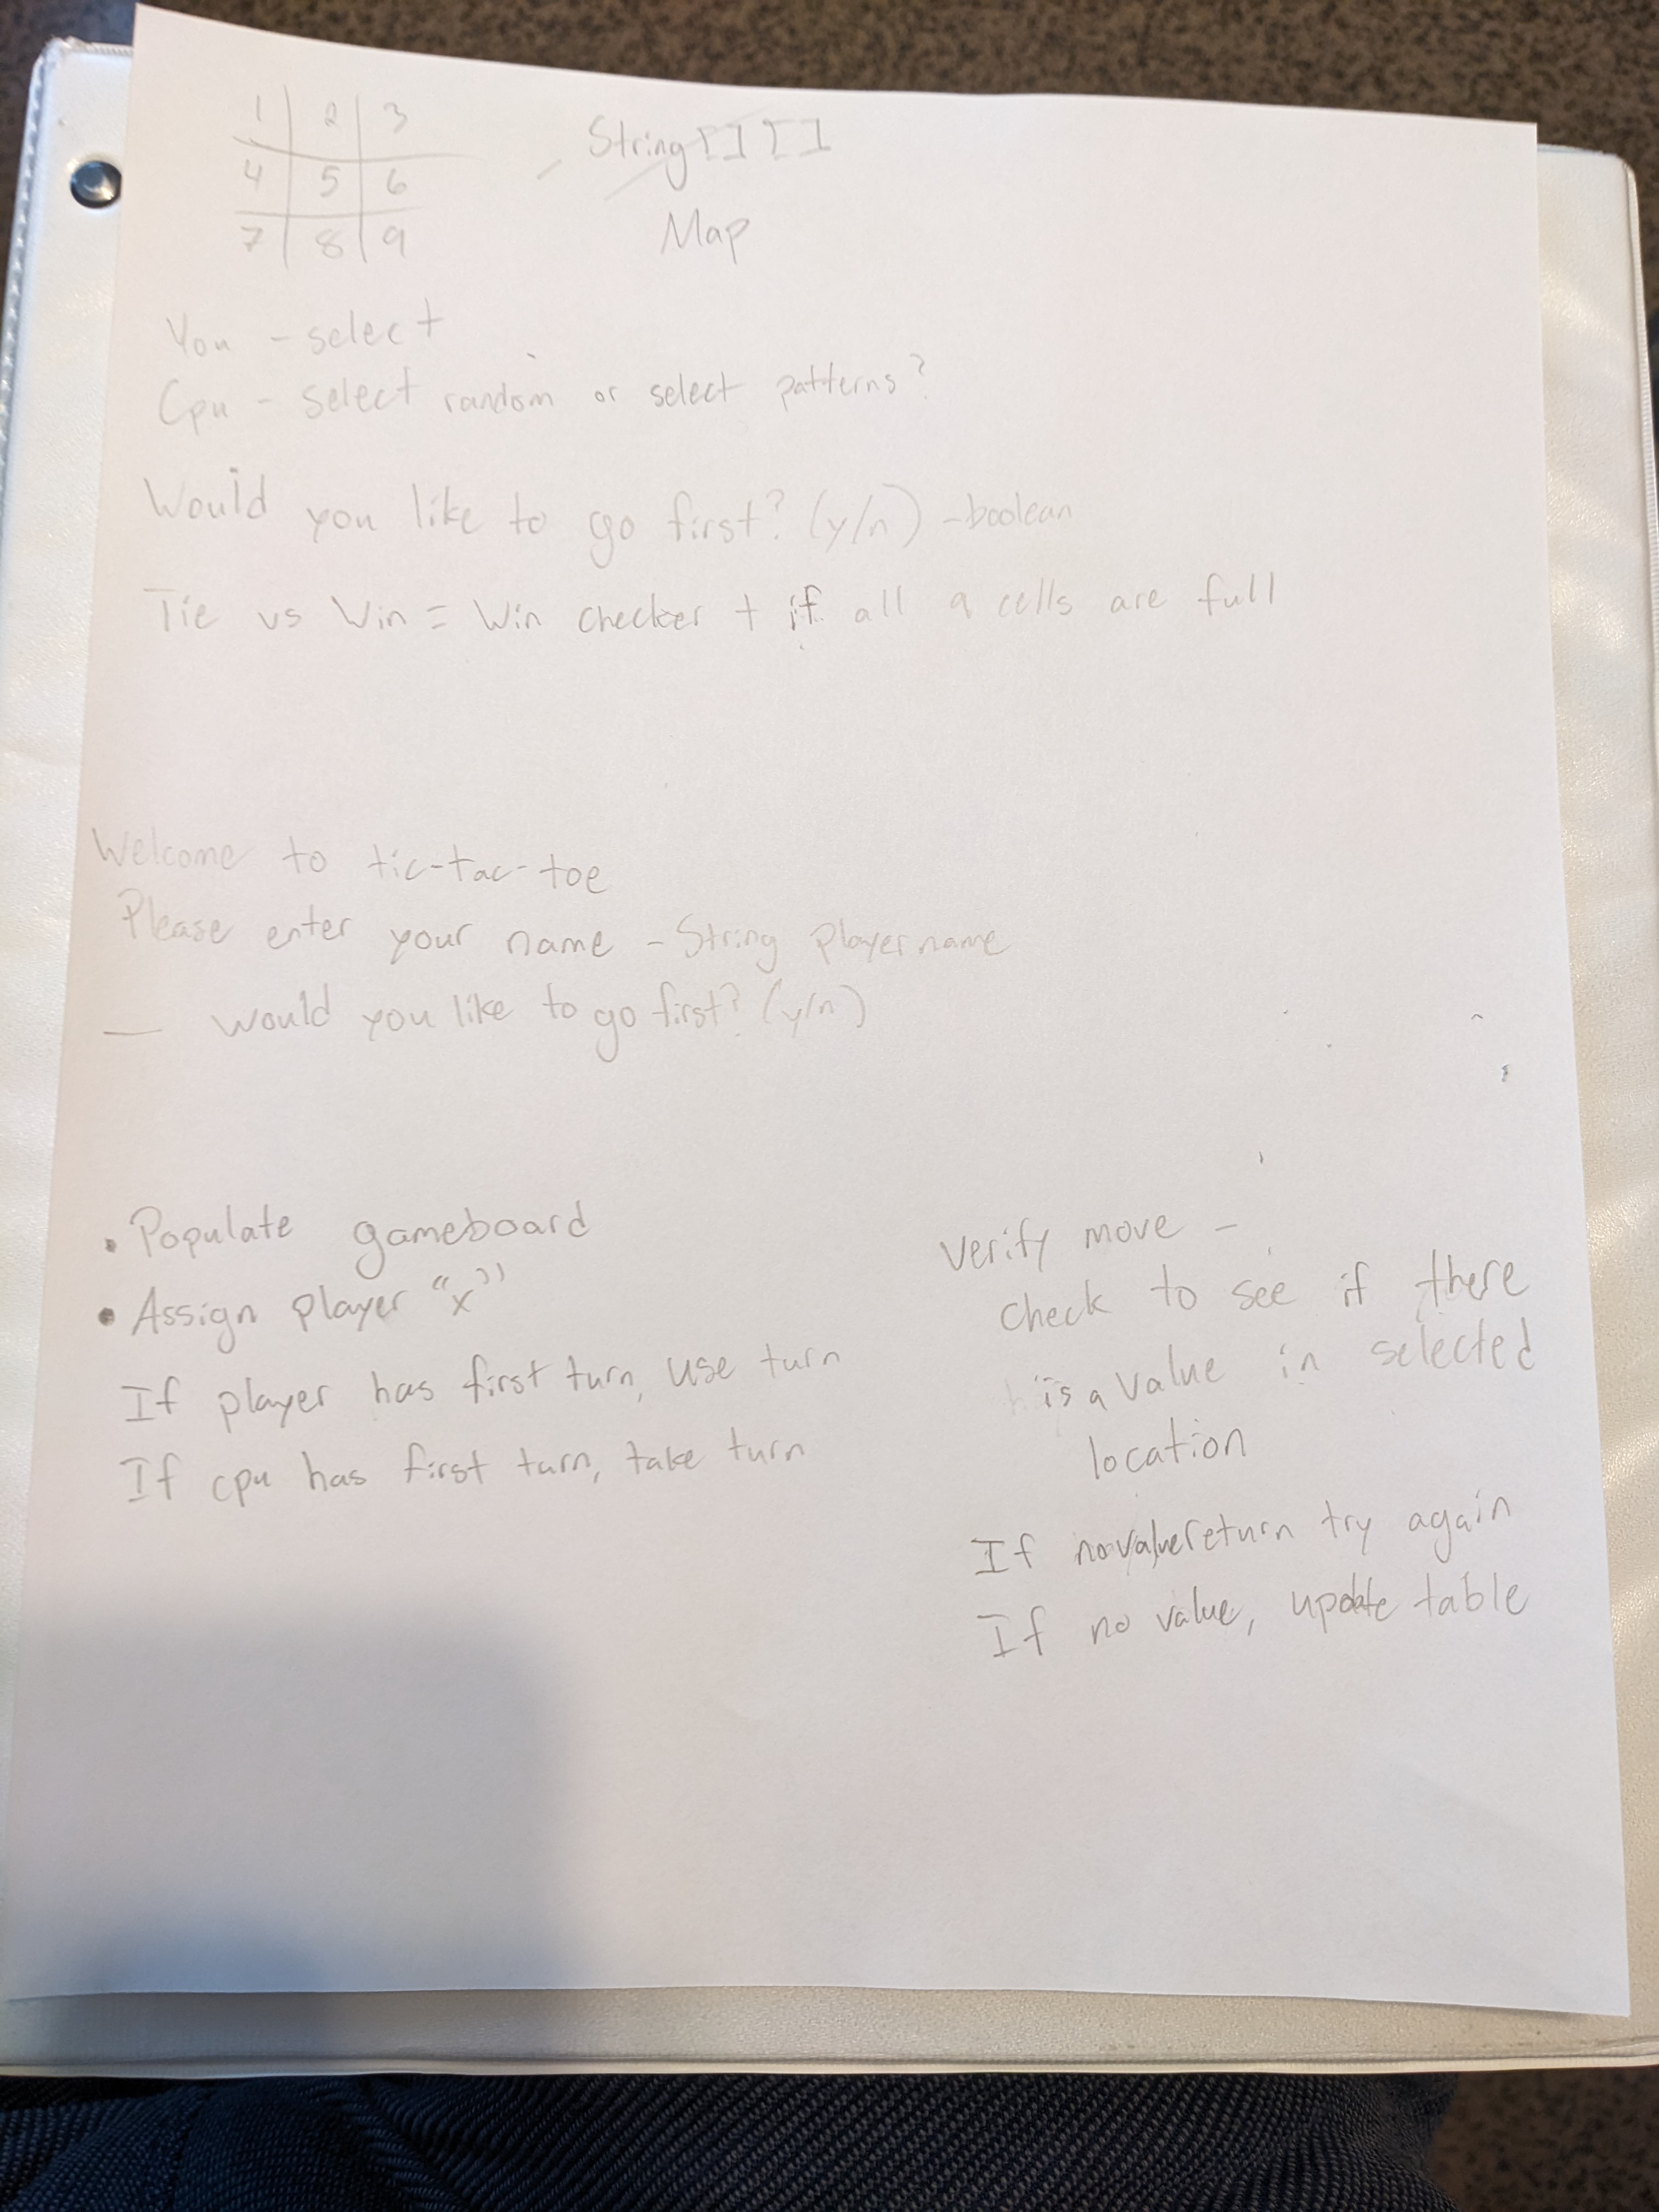 1 2 3
4 5 6
7 8 9
String [] []
Map
You - select
Cpu - select random or select patterns?
Would you like to go first? (y/n) - boolean
Tie vs Win = Win checker + if all 9 cells are full
Welcome to tic-tac-toe
Please enter your name - String playername
__ would you like to go first? (y/n)
• Populate gameboard
• Assign player "x"
If player has first turn, use turn
If cpu has first turn, take turn
Verify move -
check to see if there
is a value in selected
location
If no value return try again
If no value, update table